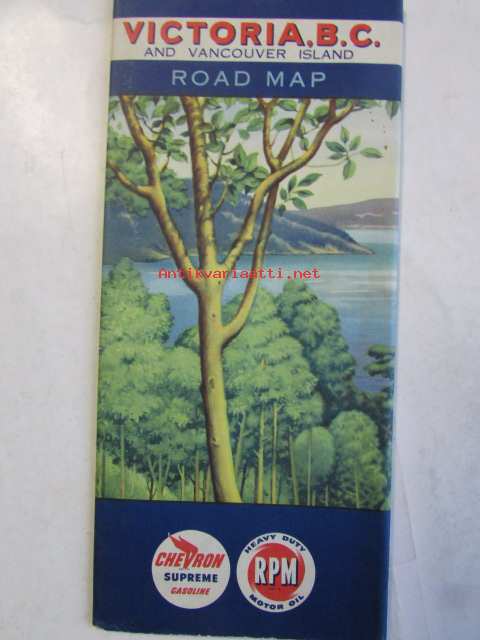 VICTORIA, B.C.
AND VANCOUVER ISLAND
ROAD MAP
Antikvariaatti.net
CHEVRON
SUPREME
GASOLINE
HEAVY DUTY
RPM
MOTOR OIL